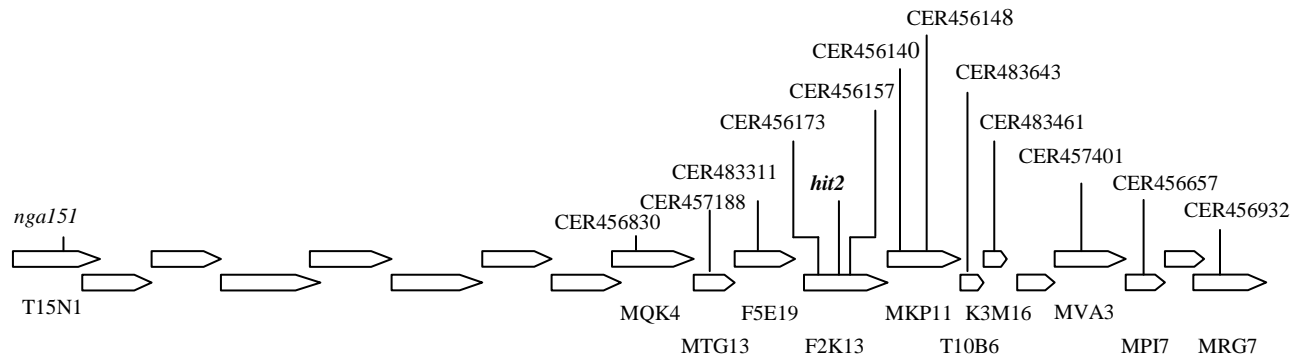 CER456148
CER456140
CER483643
CER456157
CER456173
CER483461
CER457401
CER483311
hit2
CER456657
CER457188
nga151
CER456830
CER456932
T15N1
MQK4
F5E19
MKP11
K3M16
MVA3
MTG13
F2K13
T10B6
MPI7
MRG7